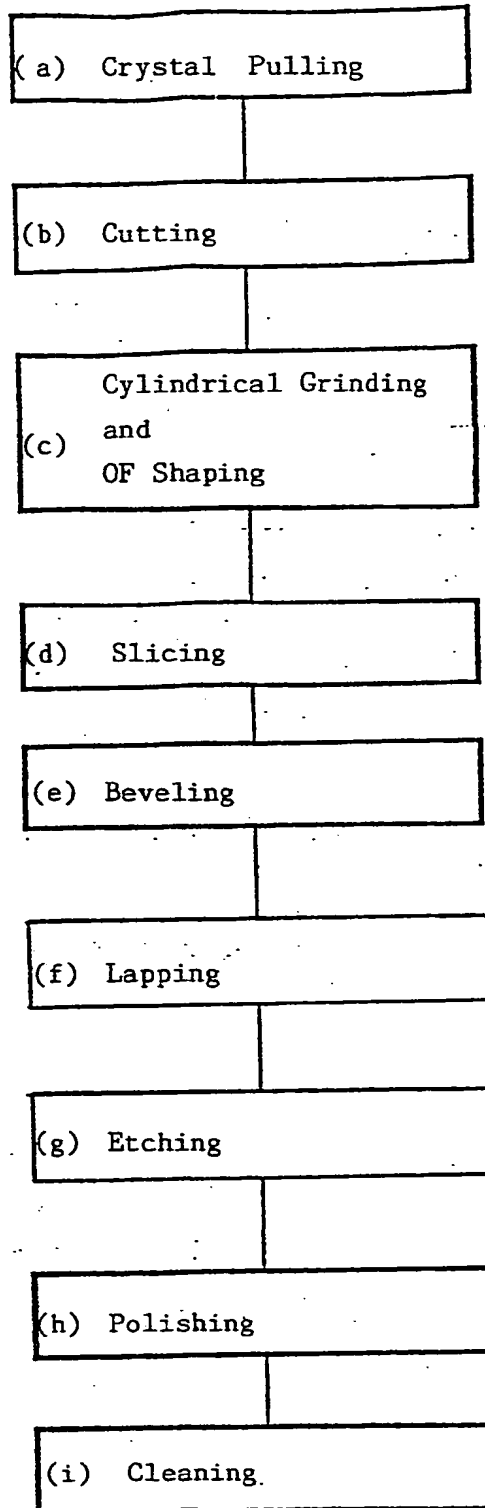 (a) Crystal Pulling
(b) Cutting
Cylindrical Grinding
and
(c)
OF Shaping
(d) Slicing
(e) Beveling
(f) Lapping
(g) Etching
(h) Polishing
(i) Cleaning